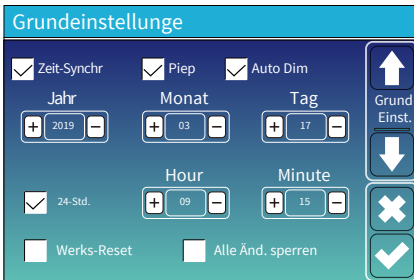 Grundeinstellunge
Zeit-Synchr Piep Auto Dim
Jahr Monat Tag
+ 2019 − + 03 − + 17 −
Grund
Einst.
Hour Minute
24-Std. + 09 − + 15 −
Werks-Reset Alle Änd. sperren